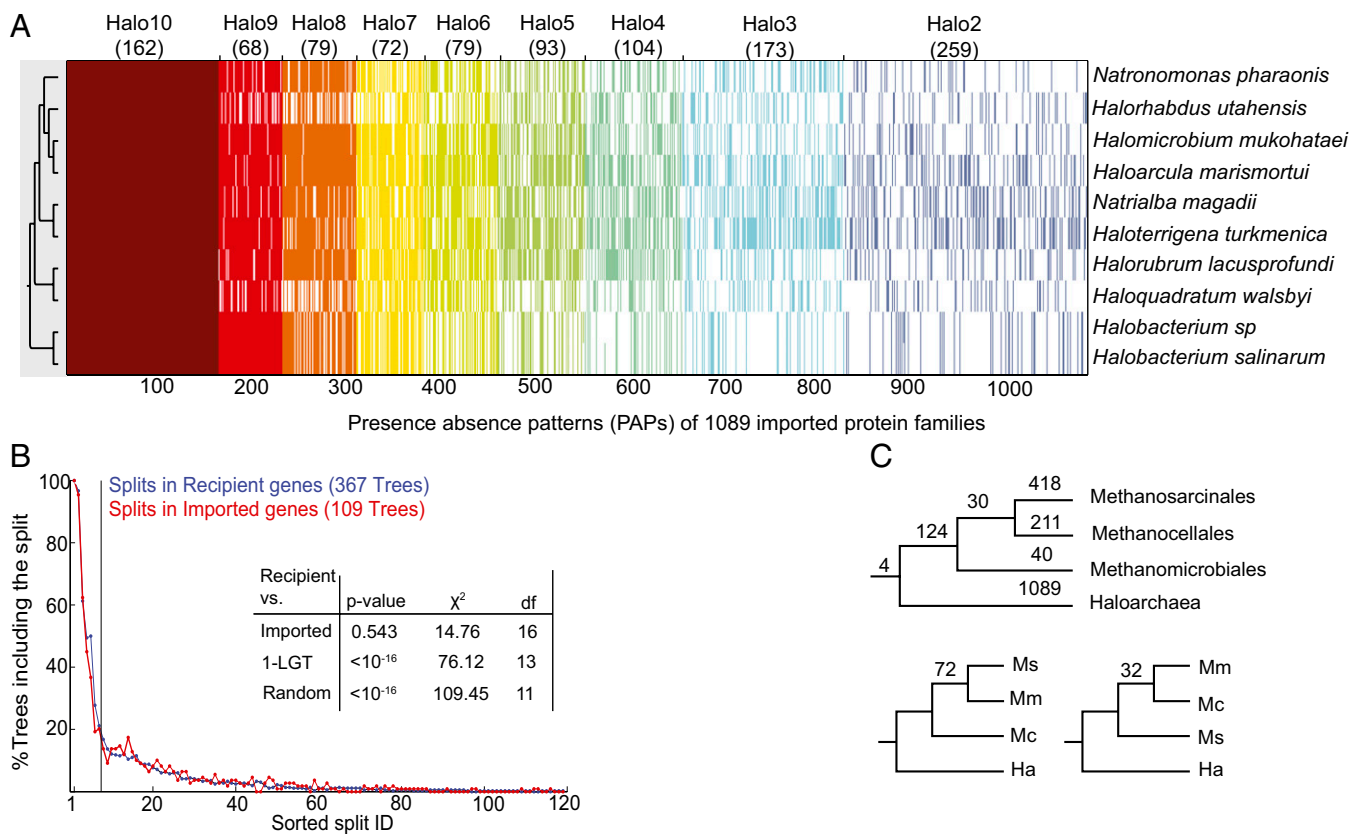 A
Halo10 Halo9 Halo8 Halo7 Halo6 Halo5 Halo4 Halo3 Halo2
(162) (68) (79) (72) (79) (93) (104) (173) (259)
Natronomonas pharaonis
Halorhabdus utahensis
Halomicrobium mukohataei
Haloarcula marismortui
Natrialba magadii
Haloterrigena turkmenica
Halorubrum lacusprofundi
Haloquadratum walsbyi
Halobacterium sp
Halobacterium salinarum
100 200 300 400 500 600 700 800 900 1000
Presence absence patterns (PAPs) of 1089 imported protein families
B
%Trees including the split
100
80
60
40
20
Splits in Recipient genes (367 Trees)
Splits in Imported genes (109 Trees)
Recipient vs. p-value χ² df
Imported 0.543 14.76 16
1-LGT <10⁻¹⁶ 76.12 13
Random <10⁻¹⁶ 109.45 11
1 20 40 60 80 100 120
Sorted split ID
C
418
30 Methanosarcinales
211
124 Methanocellales
40
4 Methanomicrobiales
1089
Haloarchaea
72 Ms
Mm
Mc
Ha
32 Mm
Mc
Ms
Ha